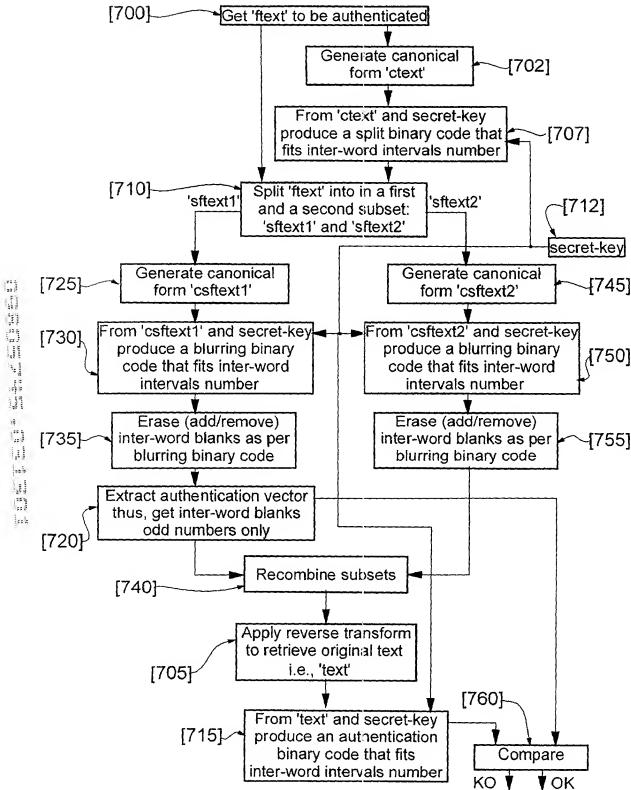 [700]
Get 'ftext' to be authenticated
Generate canonical
form 'ctext'
[702]
From 'ctext' and secret-key
produce a split binary code that
fits inter-word intervals number
[707]
[710]
'sftext1'
Split 'ftext' into in a first
and a second subset:
'sftext1' and 'sftext2'
'sftext2'
[712]
secret-key
[725]
Generate canonical
form 'csftext1'
Generate canonical
form 'csftext2'
[745]
[730]
From 'csftext1' and secret-key
produce a blurring binary
code that fits inter-word
intervals number
From 'csftext2' and secret-key
produce a blurring binary
code that fits inter-word
intervals number
[750]
[735]
Erase (add/remove)
inter-word blanks as per
blurring binary code
Erase (add/remove)
inter-word blanks as per
blurring binary code
[755]
Extract authentication vector
thus, get inter-word blanks
odd numbers only
[720]
[740]
Recombine subsets
Apply reverse transform
to retrieve original text
i.e., 'text'
[705]
[715]
From 'text' and secret-key
produce an authentication
binary code that fits
inter-word intervals number
[760]
Compare
KO
OK